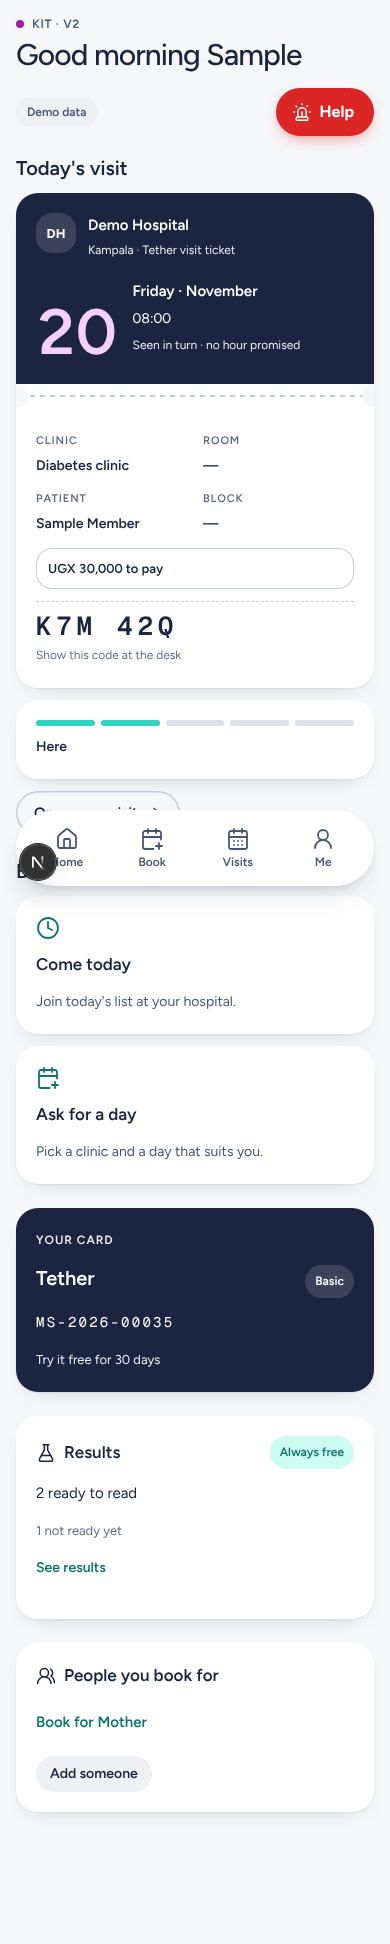 KIT · V2
Good morning Sample
Demo data
Help
Today's visit
DH
Demo Hospital
Kampala · Tether visit ticket
20
Friday · November
08:00
Seen in turn · no hour promised
CLINIC
ROOM
Diabetes clinic
—
PATIENT
BLOCK
Sample Member
—
UGX 30,000 to pay
K7M 42Q
Show this code at the desk
Here
N
Home
Book
Visits
Me
Come today
Join today's list at your hospital.
Ask for a day
Pick a clinic and a day that suits you.
YOUR CARD
Tether
Basic
MS-2026-00035
Try it free for 30 days
Results
Always free
2 ready to read
1 not ready yet
See results
People you book for
Book for Mother
Add someone